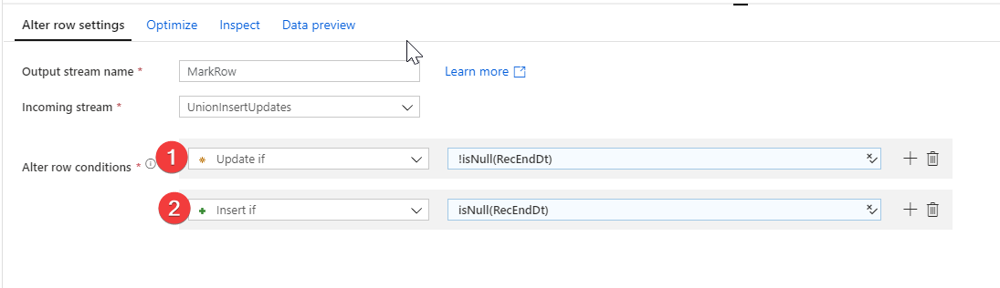 Alter row settings Optimize Inspect Data preview
Output stream name * MarkRow Learn more
Incoming stream * UnionInsertUpdates
Alter row conditions * 1 Update if !isNull(RecEndDt)
2 Insert if isNull(RecEndDt)